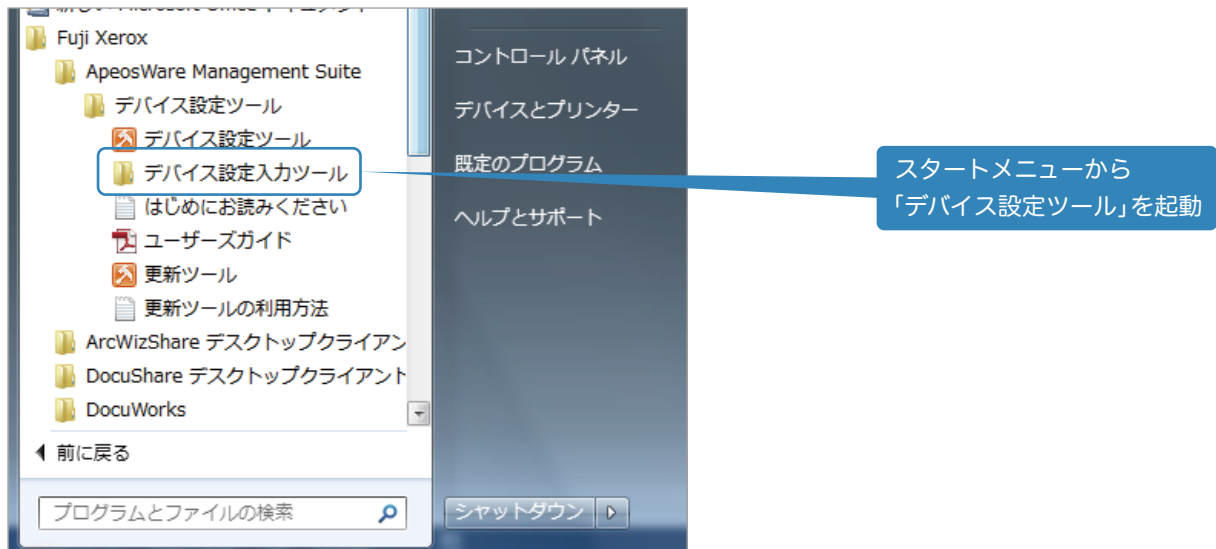 Fuji Xerox
ApeosWare Management Suite
デバイス設定ツール
デバイス設定ツール
デバイス設定入力ツール
はじめにお読みください
ユーザーズガイド
更新ツール
更新ツールの利用方法
ArcWizShare デスクトップクライアン
DocuShare デスクトップクライアント
DocuWorks
前に戻る
プログラムとファイルの検索
コントロール パネル
デバイスとプリンター
既定のプログラム
ヘルプとサポート
シャットダウン
スタートメニューから
「デバイス設定ツール」を起動